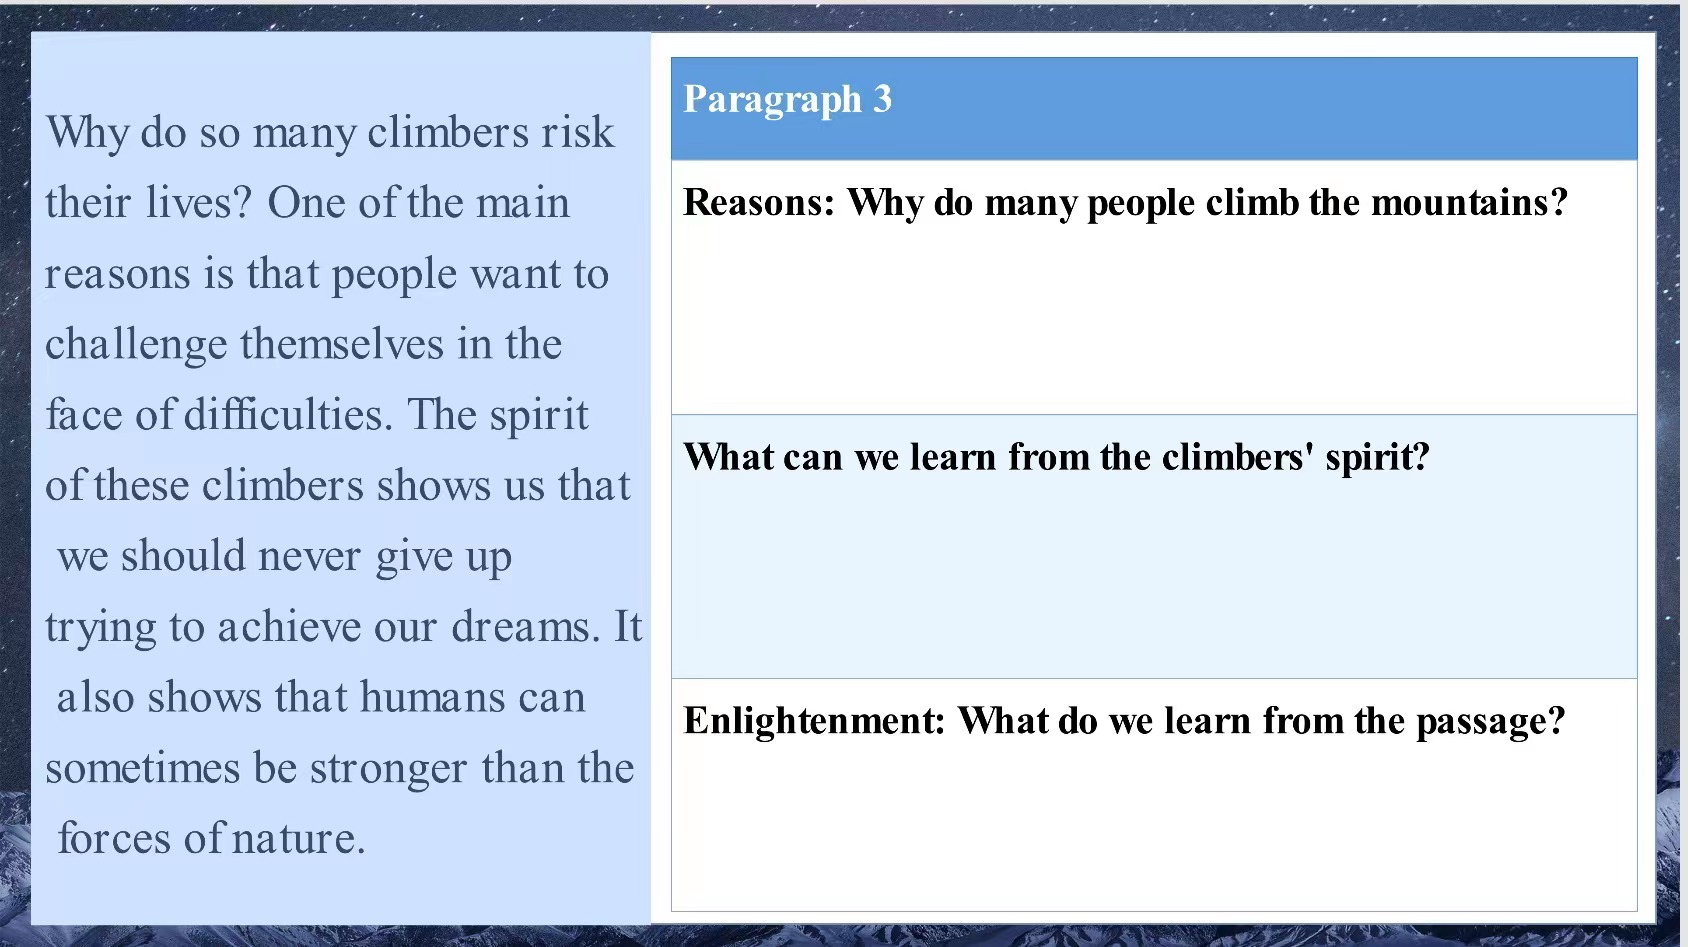 Why do so many climbers risk
their lives? One of the main
reasons is that people want to
challenge themselves in the
face of difficulties. The spirit
of these climbers shows us that
we should never give up
trying to achieve our dreams. It
also shows that humans can
sometimes be stronger than the
forces of nature.
Paragraph 3
Reasons: Why do many people climb the mountains?
What can we learn from the climbers' spirit?
Enlightenment: What do we learn from the passage?